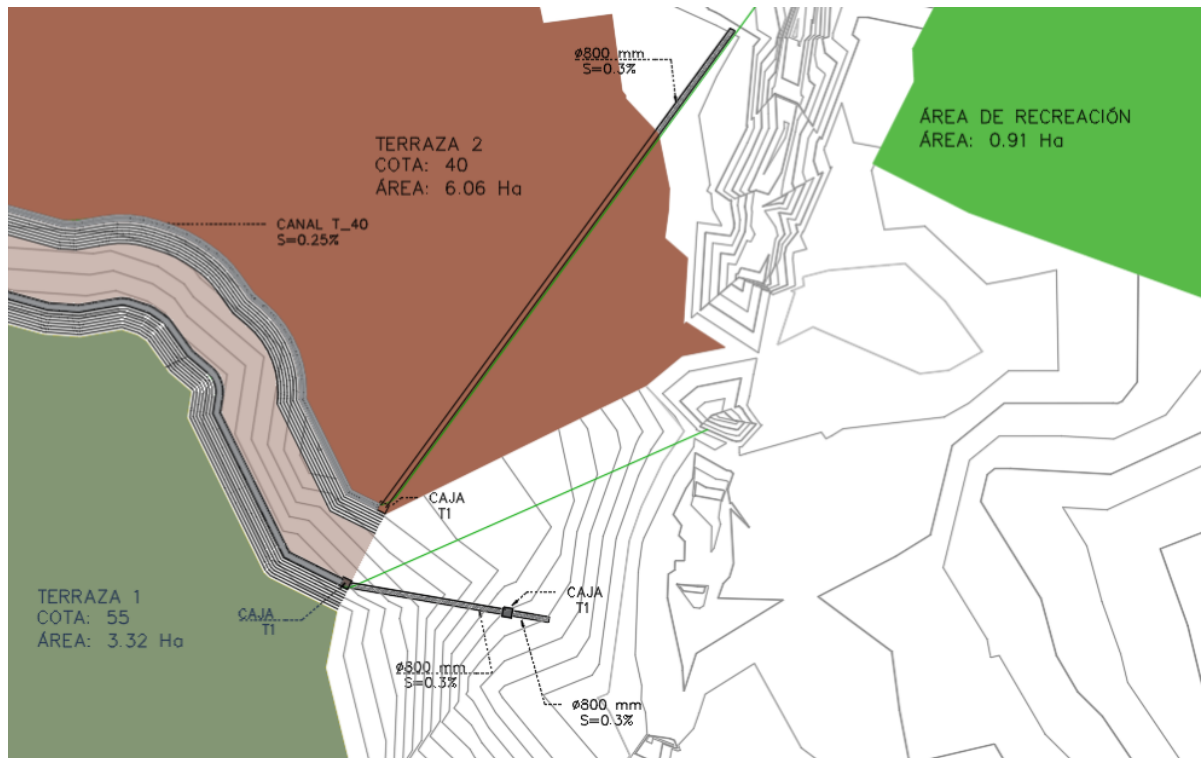 ø800 mm
S=0.3%
ÁREA DE RECREACIÓN
ÁREA: 0.91 Ha
TERRAZA 2
COTA: 40
ÁREA: 6.06 Ha
CANAL T_40
S=0.25%
CAJA
T1
TERRAZA 1
COTA: 55
ÁREA: 3.32 Ha
CAJA
T1
CAJA
T1
ø800 mm
S=0.3%
ø800 mm
S=0.3%